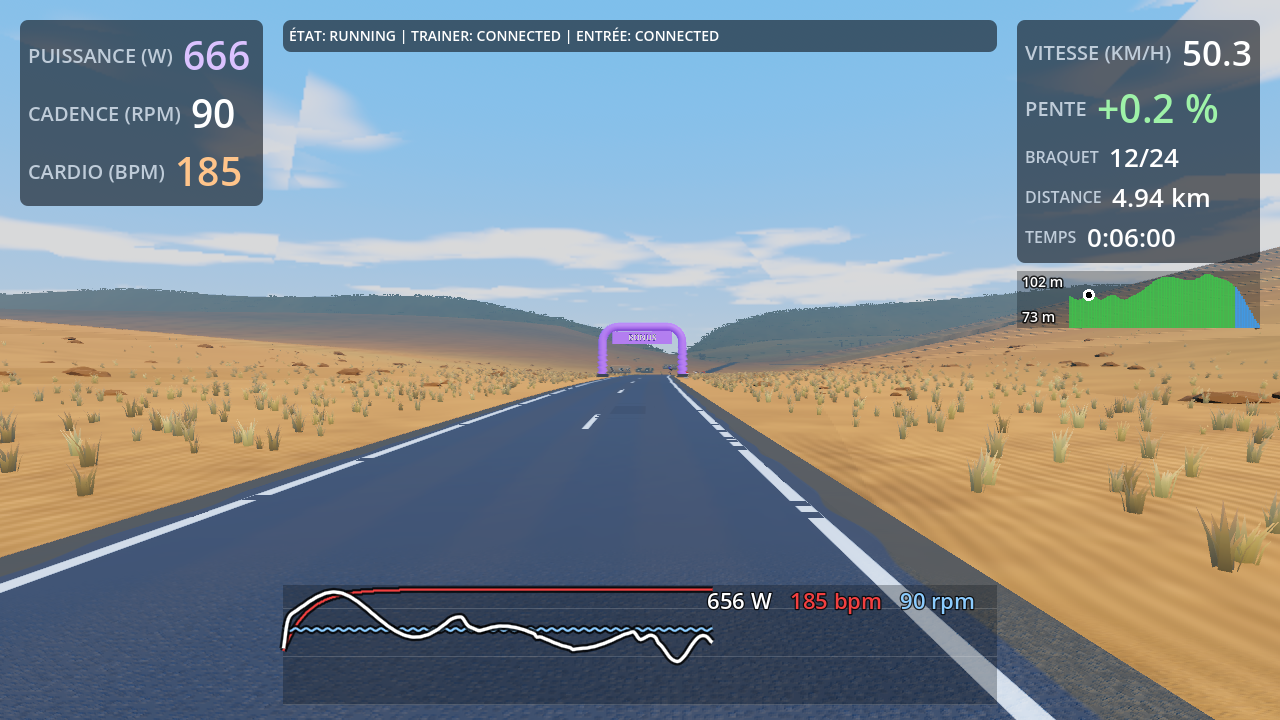 PUISSANCE (W) 666
CADENCE (RPM) 90
CARDIO (BPM) 185
ÉTAT: RUNNING | TRAINER: CONNECTED | ENTRÉE: CONNECTED
VITESSE (KM/H) 50.3
PENTE +0.2 %
BRAQUET 12/24
DISTANCE 4.94 km
TEMPS 0:06:00
102 m
73 m
656 W 185 bpm 90 rpm